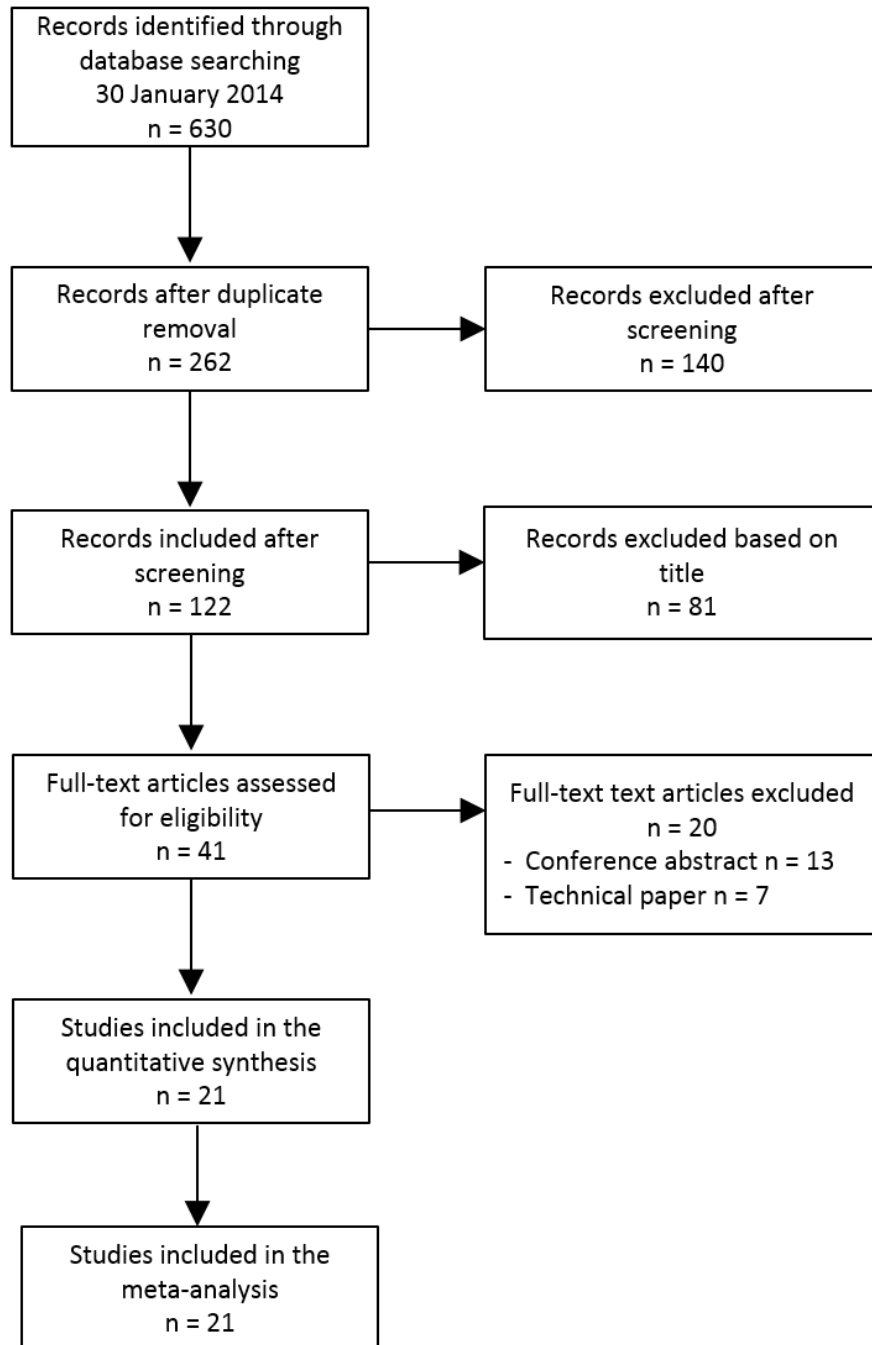 Records identified through
database searching
30 January 2014
n = 630
Records after duplicate
removal
n = 262
Records excluded after
screening
n = 140
Records included after
screening
n = 122
Records excluded based on
title
n = 81
Full-text articles assessed
for eligibility
n = 41
Full-text text articles excluded
n = 20
- Conference abstract n = 13
- Technical paper n = 7
Studies included in the
quantitative synthesis
n = 21
Studies included in the
meta-analysis
n = 21